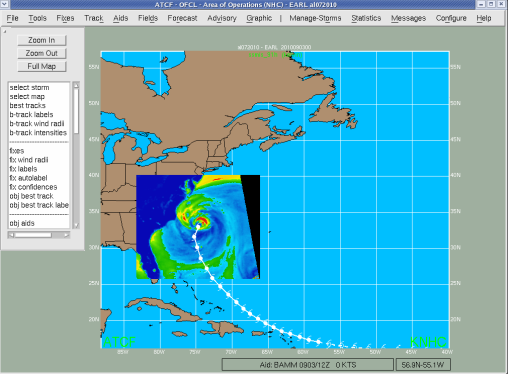 ATCF - OFCL - Area of Operations (NHC) - EARL al072010
File Tools Fixes Track Aids Fields Forecast Advisory Graphic | Manage-Storms Statistics Messages Configure Help
Zoom In
Zoom Out
Full Map
select storm
select map
best tracks
b-track labels
b-track wind radii
b-track intensities
fixes
fix wind radii
fix labels
fix autolabel
fix confidences
obj best track
obj best track labe
obj aids
al072010 - EARL 2010090300
55N 55N
50N 50N
45N 45N
40N 40N
35N 35N
30N 30N
25N 25N
20N 20N
ATCF NHC
85W 80W 75W 70W 65W 60W 55W 50W 45W 40W
Aid: BAMM 0903/12Z 0 KTS 56.9N-55.1W